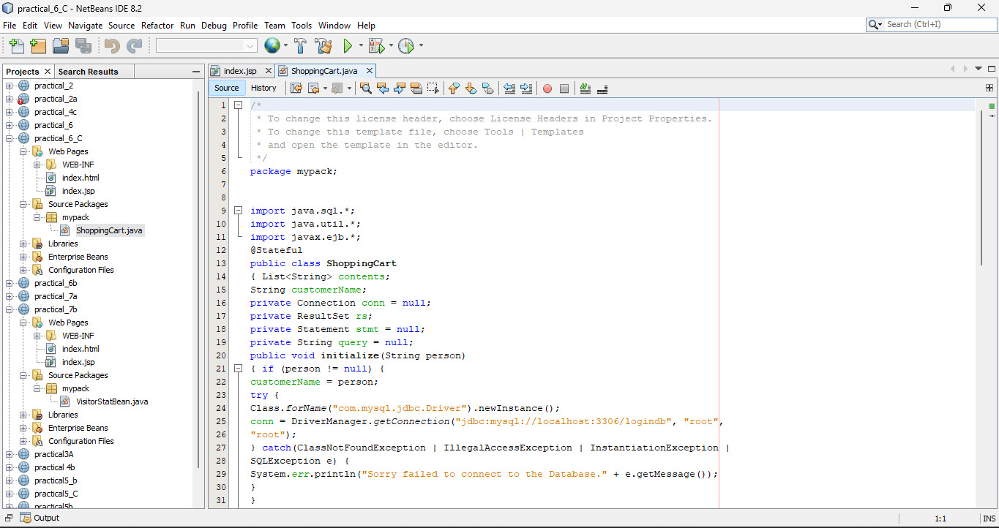 practical_6_C - NetBeans IDE 8.2
File Edit View Navigate Source Refactor Run Debug Profile Team Tools Window Help
Search (Ctrl+I)
Projects
Search Results
practical_2
practical_2a
practical_4c
practical_6
practical_6_C
Web Pages
WEB-INF
index.html
index.jsp
Source Packages
mypack
ShoppingCart.java
Libraries
Enterprise Beans
Configuration Files
practical_6b
practical_7a
practical_7b
Web Pages
WEB-INF
index.html
index.jsp
Source Packages
mypack
VisitorStatBean.java
Libraries
Enterprise Beans
Configuration Files
practical3A
practical 4b
practical5_b
practical5_C
practical5b
index.jsp
ShoppingCart.java
Source History
1 /*
2 * To change this license header, choose License Headers in Project Properties.
3 * To change this template file, choose Tools | Templates
4 * and open the template in the editor.
5 */
6 package mypack;
7
8
9 import java.sql.*;
10 import java.util.*;
11 import javax.ejb.*;
12 @Stateful
13 public class ShoppingCart
14 { List<String> contents;
15 String customerName;
16 private Connection conn = null;
17 private ResultSet rs;
18 private Statement stmt = null;
19 private String query = null;
20 public void initialize(String person)
21 { if (person != null) {
22 customerName = person;
23 try {
24 Class.forName("com.mysql.jdbc.Driver").newInstance();
25 conn = DriverManager.getConnection("jdbc:mysql://localhost:3306/logindb", "root",
26 "root");
27 } catch(ClassNotFoundException | IllegalAccessException | InstantiationException |
28 SQLException e) {
29 System.err.println("Sorry failed to connect to the Database." + e.getMessage());
30 }
31 }
Output
1:1
INS